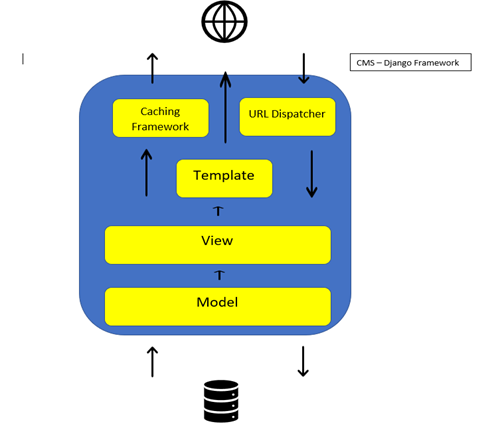 CMS – Django Framework
Caching
Framework
URL Dispatcher
Template
View
Model